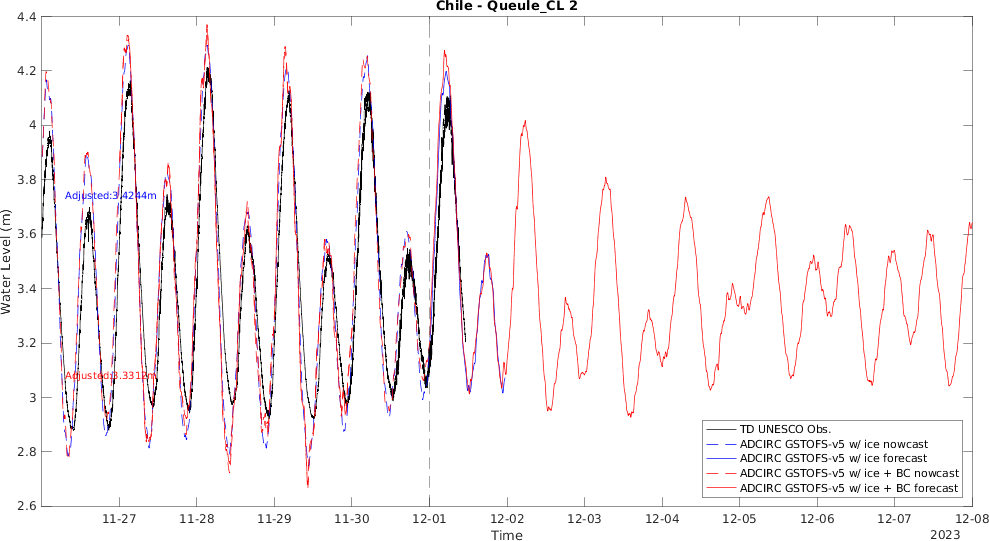 Chile - Queule_CL 2
4.4
4.2
4
3.8
3.6
3.4
3.2
3
2.8
2.6
Water Level (m)
Adjusted:3.4244m
Adjusted:3.3312m
TD UNESCO Obs.
ADCIRC GSTOFS-v5 w/ ice nowcast
ADCIRC GSTOFS-v5 w/ ice forecast
ADCIRC GSTOFS-v5 w/ ice + BC nowcast
ADCIRC GSTOFS-v5 w/ ice + BC forecast
11-27 11-28 11-29 11-30 12-01 12-02 12-03 12-04 12-05 12-06 12-07 12-08
Time
2023